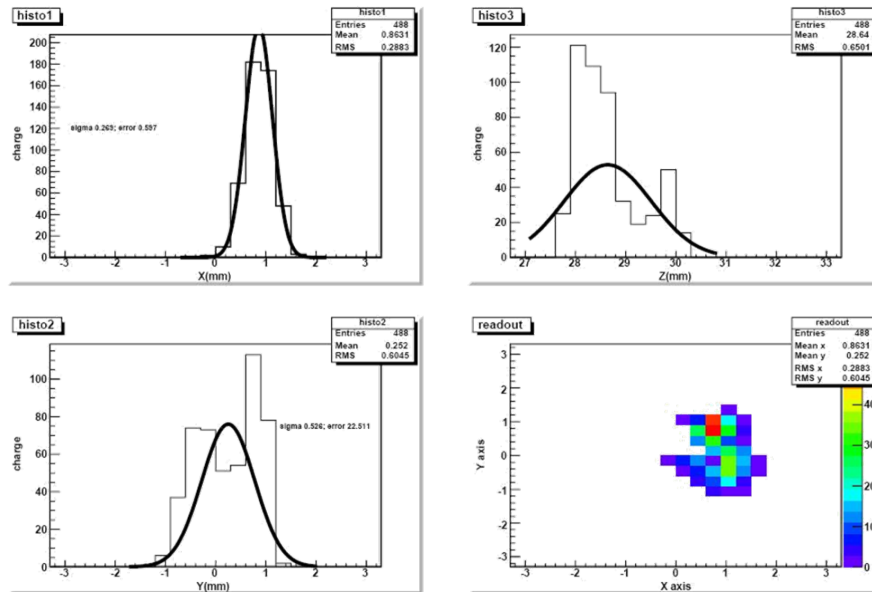 histo1
histo1
Entries 488
Mean 0.8631
RMS 0.2883
charge
200
180
160
140
120
100
80
60
40
20
0
sigma 0.269; error 0.597
-3 -2 -1 0 1 2 3
X(mm)
histo3
histo3
Entries 488
Mean 28.64
RMS 0.6501
charge
120
100
80
60
40
20
0
27 28 29 30 31 32 33
Z(mm)
histo2
histo2
Entries 488
Mean 0.252
RMS 0.6045
charge
100
80
60
40
20
0
sigma 0.526; error 22.511
-3 -2 -1 0 1 2 3
Y(mm)
readout
readout
Entries 488
Mean x 0.8631
Mean y 0.252
RMS x 0.2883
RMS y 0.6045
Y axis
3
2
1
0
-1
-2
-3
-3 -2 -1 0 1 2 3
X axis
40
30
20
10
0